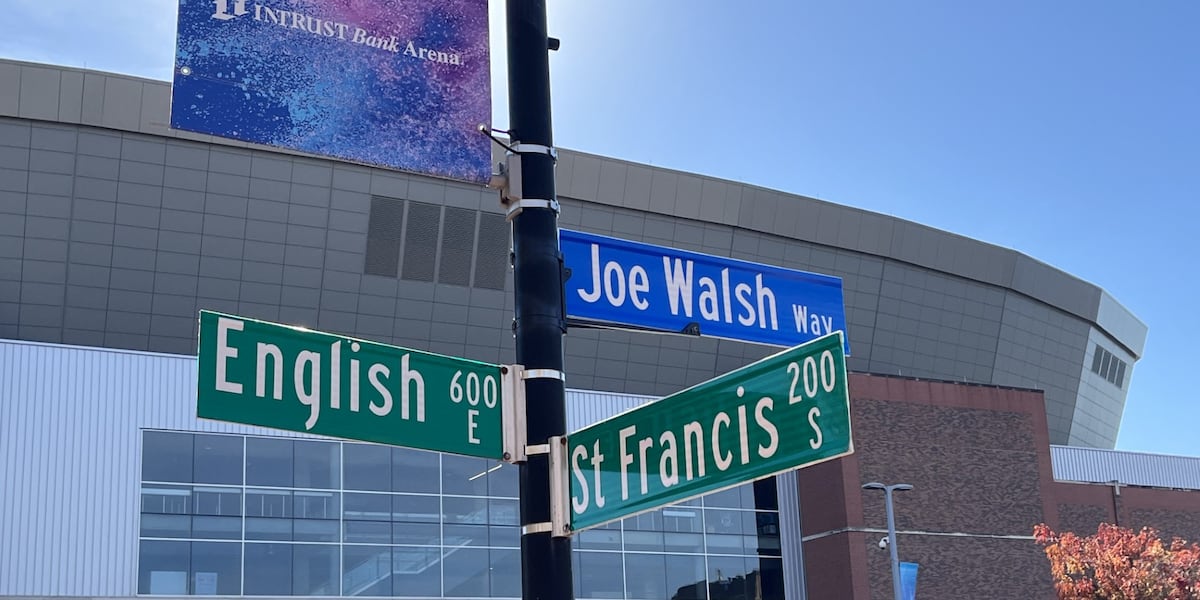 INTRUST Bank Arena
Joe Walsh Way
English 600 E
St Francis 200 S